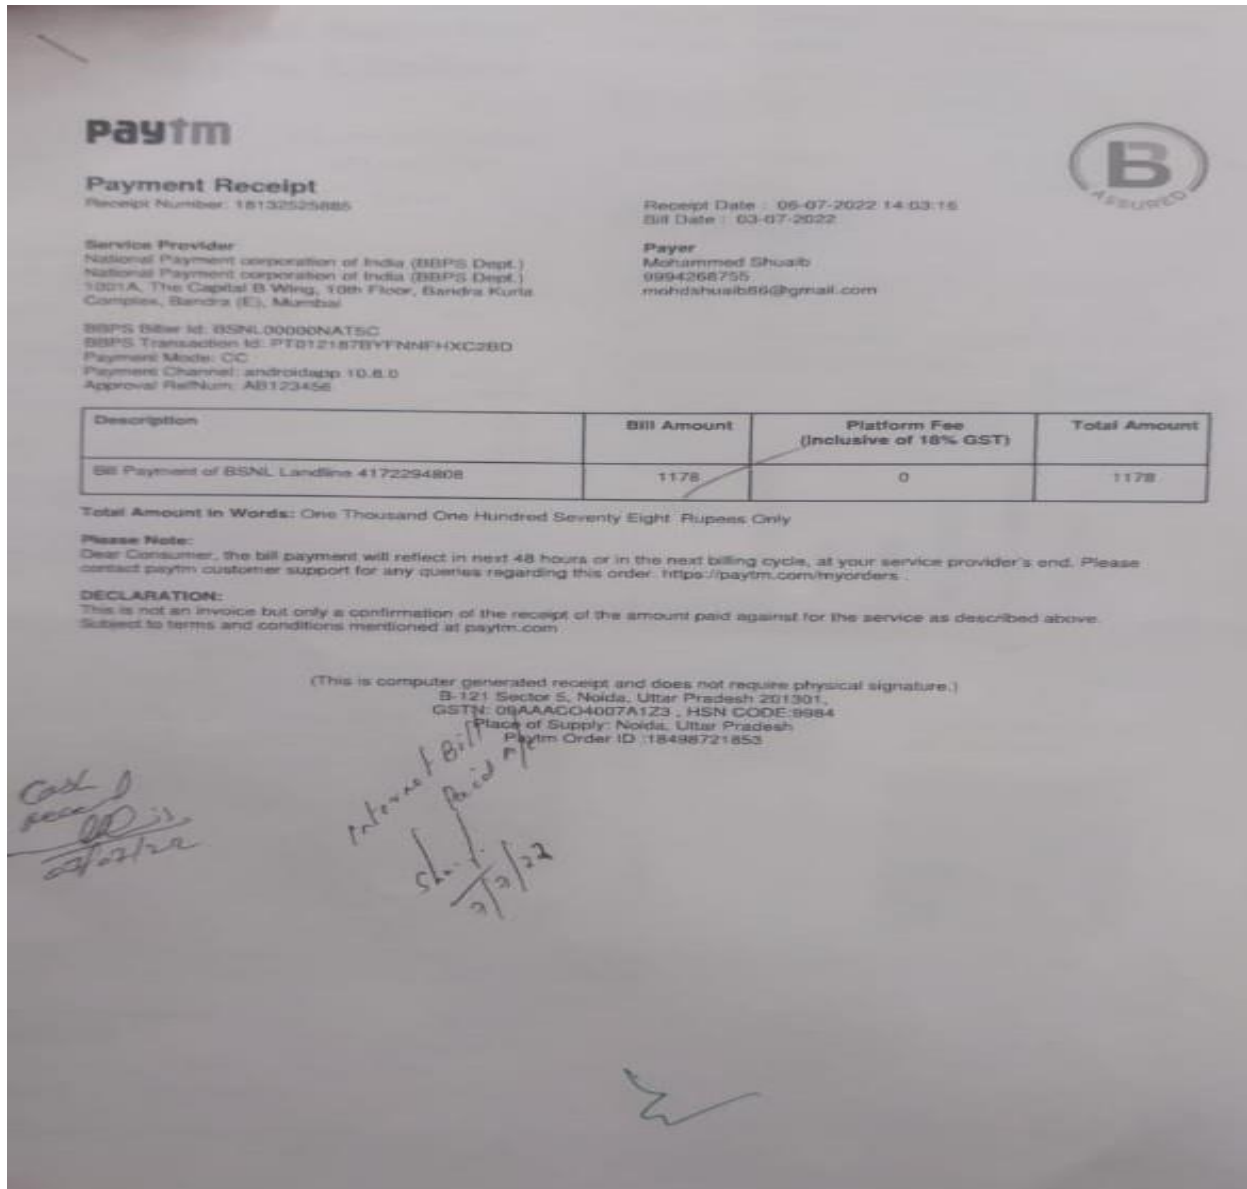 paytm
B
ASSURED
Payment Receipt
Receipt Number: 18132525885
Receipt Date : 06-07-2022 14:03:16
Bill Date : 03-07-2022
Service Provider
National Payment corporation of India (BBPS Dept.)
National Payment corporation of India (BBPS Dept.)
1001A, The Capital B Wing, 10th Floor, Bandra Kurla
Complex, Bandra (E), Mumbai
Payer
Mohammed Shuaib
9994268755
mohdshuaib86@gmail.com
BBPS Biller Id: BSNL00000NAT5C
BBPS Transaction Id: PT012187BYFNNFHXC2BD
Payment Mode: CC
Payment Channel: androidapp 10.8.0
Approval RefNum: AB123456
Description Bill Amount Platform Fee Total Amount
(Inclusive of 18% GST)
Bill Payment of BSNL Landline 4172294808 1178 0 1178
Total Amount In Words: One Thousand One Hundred Seventy Eight Rupees Only
Please Note:
Dear Consumer, the bill payment will reflect in next 48 hours or in the next billing cycle, at your service provider's end. Please
contact paytm customer support for any queries regarding this order: https://paytm.com/myorders .
DECLARATION:
This is not an invoice but only a confirmation of the receipt of the amount paid against for the service as described above.
Subject to terms and conditions mentioned at paytm.com
(This is computer generated receipt and does not require physical signature.)
B-121 Sector 5, Noida, Uttar Pradesh 201301,
GSTN: 09AAACO4007A1Z3 , HSN CODE:9984
Place of Supply: Noida, Uttar Pradesh
Paytm Order ID :18498721853
Internet Bill
Paid
Cash